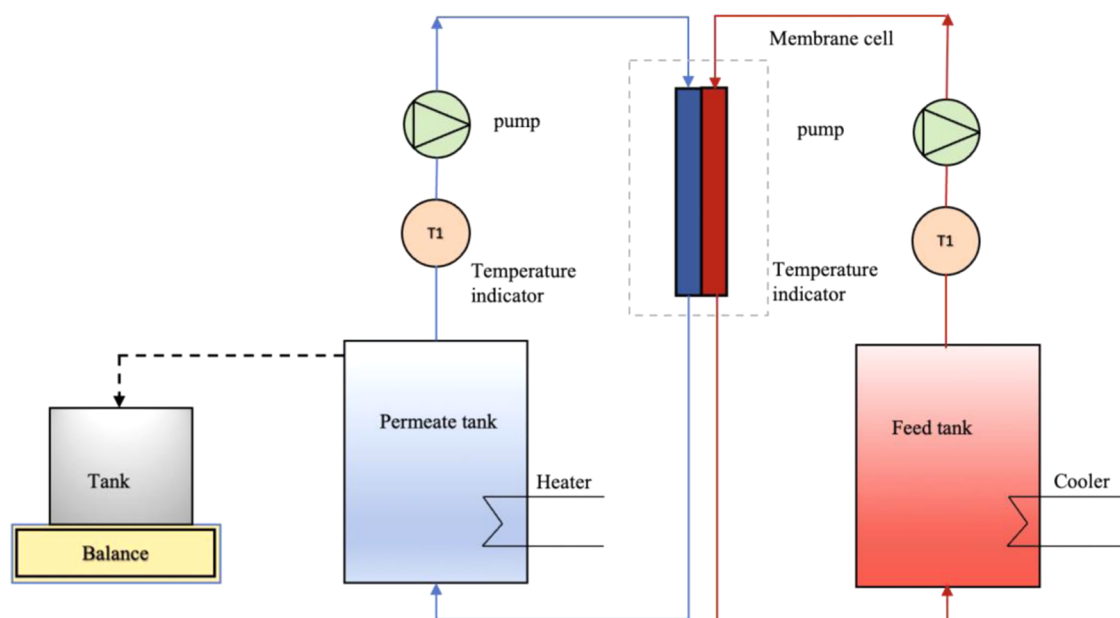 Membrane cell
pump
pump
T1
T1
Temperature
indicator
Temperature
indicator
Permeate tank
Feed tank
Tank
Heater
Cooler
Balance